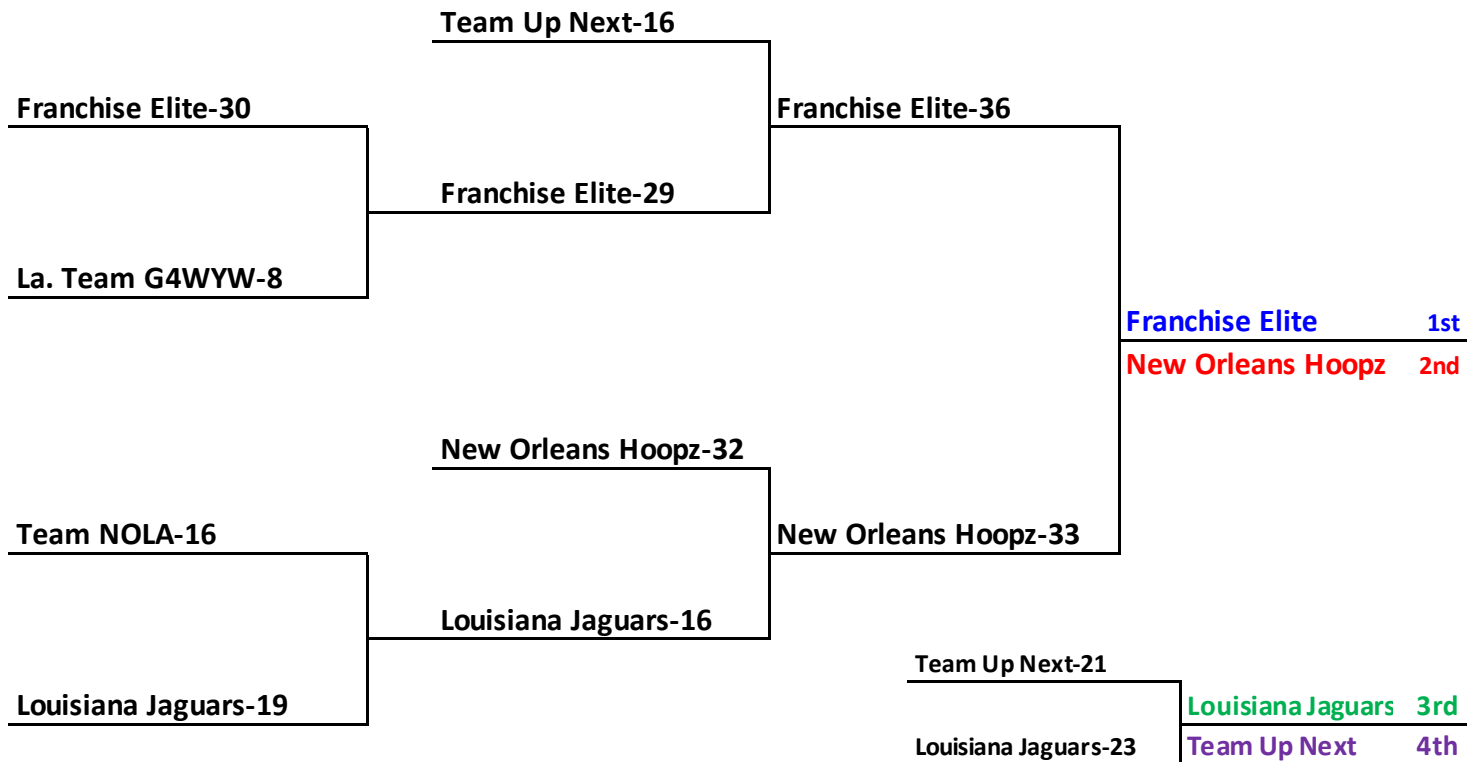 Team Up Next-16
Franchise Elite-30
Franchise Elite-36
Franchise Elite-29
La. Team G4WYW-8
Franchise Elite 1st
New Orleans Hoopz 2nd
New Orleans Hoopz-32
Team NOLA-16
New Orleans Hoopz-33
Louisiana Jaguars-16
Team Up Next-21
Louisiana Jaguars-19
Louisiana Jaguars 3rd
Louisiana Jaguars-23
Team Up Next 4th